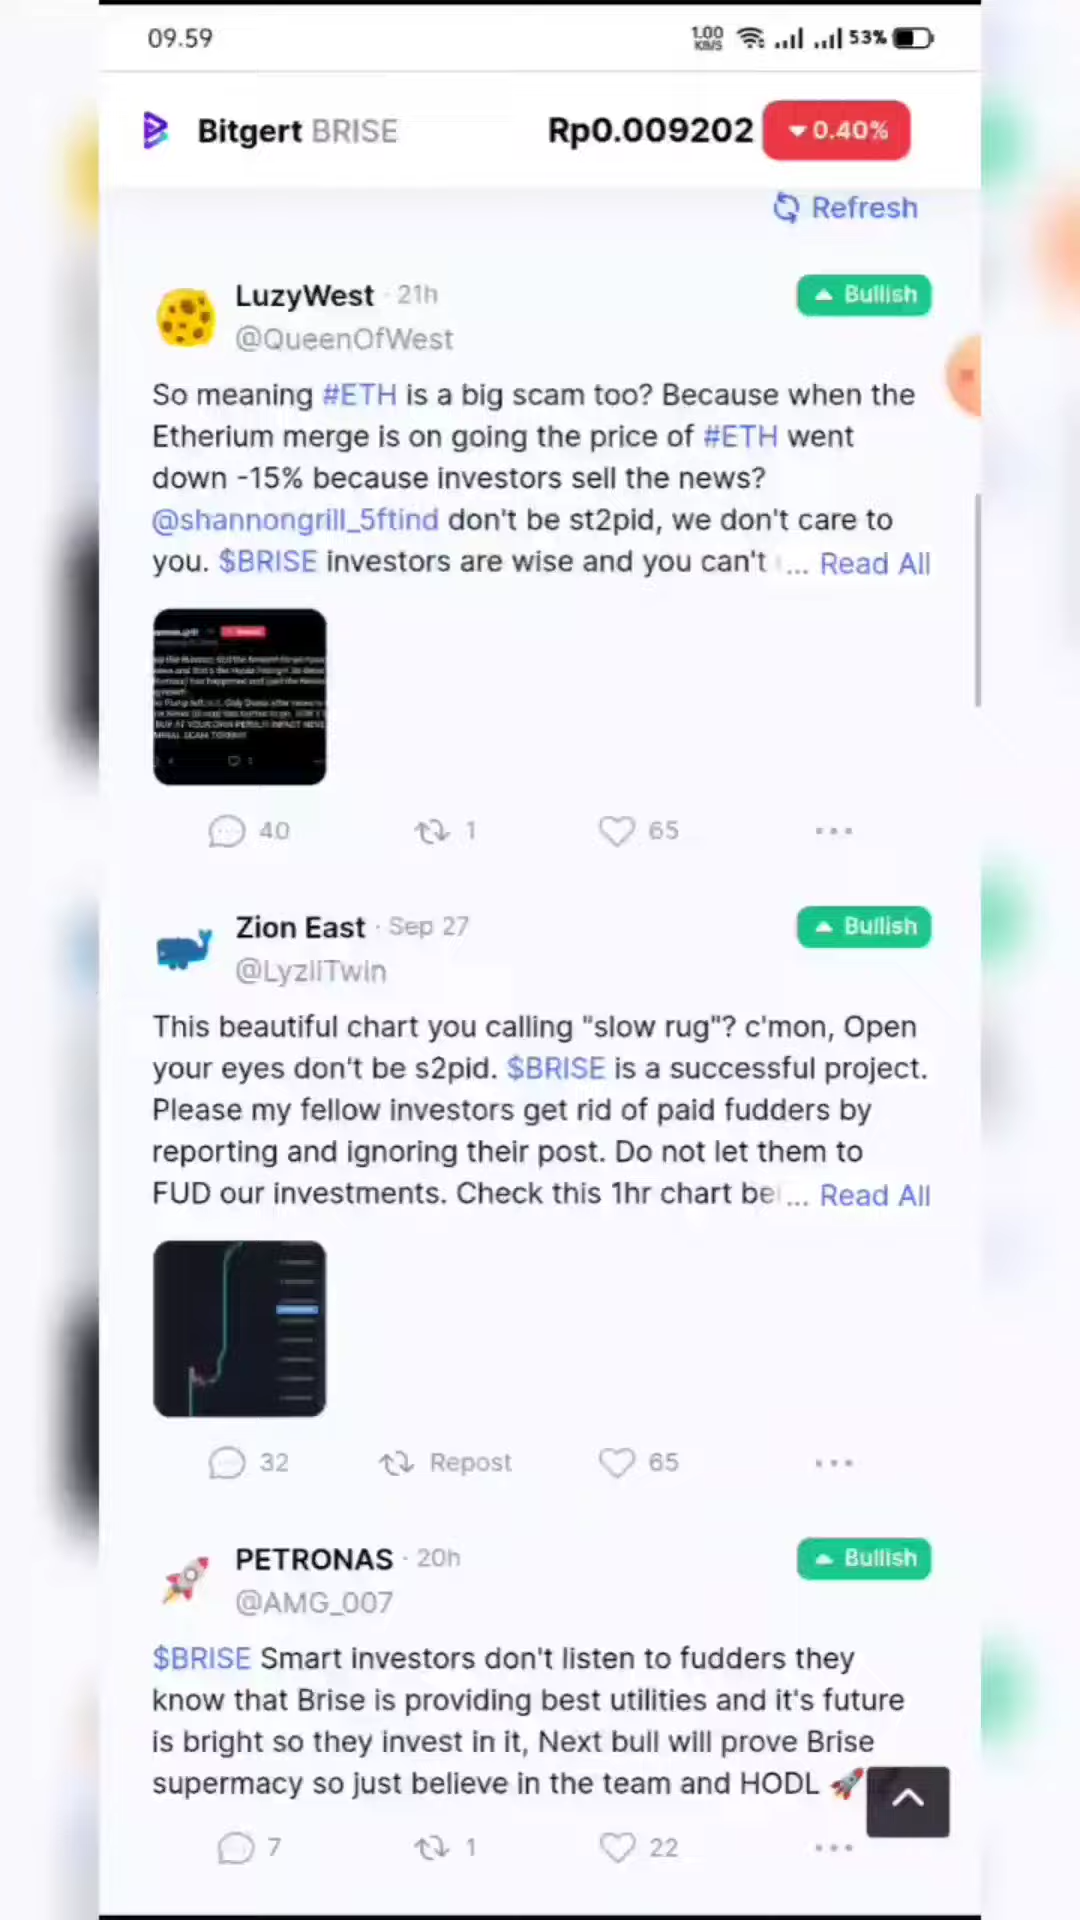 09.59
1.00 KB/S
53%
Bitgert BRISE
Rp0.009202
0.40%
Refresh
LuzyWest · 21h
Bullish
@QueenOfWest
So meaning #ETH is a big scam too? Because when the
Etherium merge is on going the price of #ETH went
down -15% because investors sell the news?
@shannongrill_5ftind don't be st2pid, we don't care to
you. $BRISE investors are wise and you can't ... Read All
40
1
65
Zion East · Sep 27
Bullish
@LyziiTwin
This beautiful chart you calling "slow rug"? c'mon, Open
your eyes don't be s2pid. $BRISE is a successful project.
Please my fellow investors get rid of paid fudders by
reporting and ignoring their post. Do not let them to
FUD our investments. Check this 1hr chart be ... Read All
32
Repost
65
PETRONAS · 20h
Bullish
@AMG_007
$BRISE Smart investors don't listen to fudders they
know that Brise is providing best utilities and it's future
is bright so they invest in it, Next bull will prove Brise
supermacy so just believe in the team and HODL 🚀
7
1
22